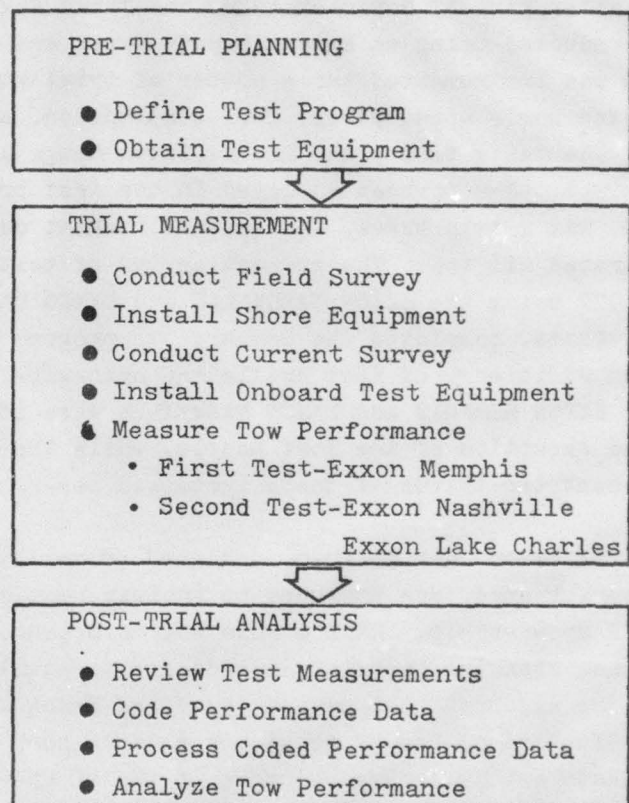 PRE-TRIAL PLANNING
● Define Test Program
● Obtain Test Equipment
TRIAL MEASUREMENT
● Conduct Field Survey
● Install Shore Equipment
● Conduct Current Survey
● Install Onboard Test Equipment
● Measure Tow Performance
• First Test-Exxon Memphis
• Second Test-Exxon Nashville
Exxon Lake Charles
POST-TRIAL ANALYSIS
● Review Test Measurements
● Code Performance Data
● Process Coded Performance Data
● Analyze Tow Performance